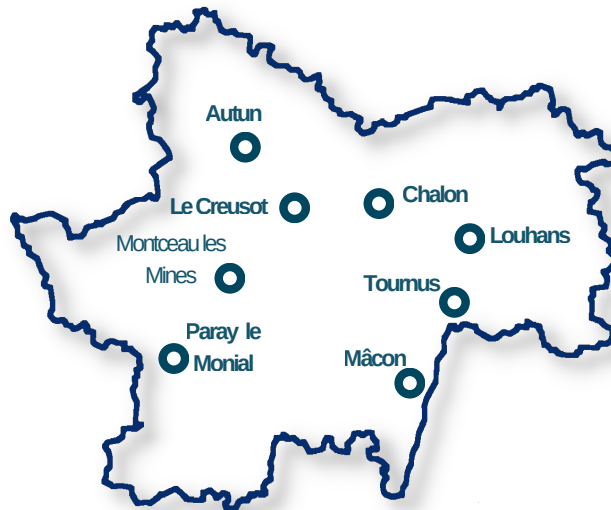 Autun
Le Creusot
Chalon
Montceau les
Mines
Louhans
Tournus
Paray le
Monial
Mâcon